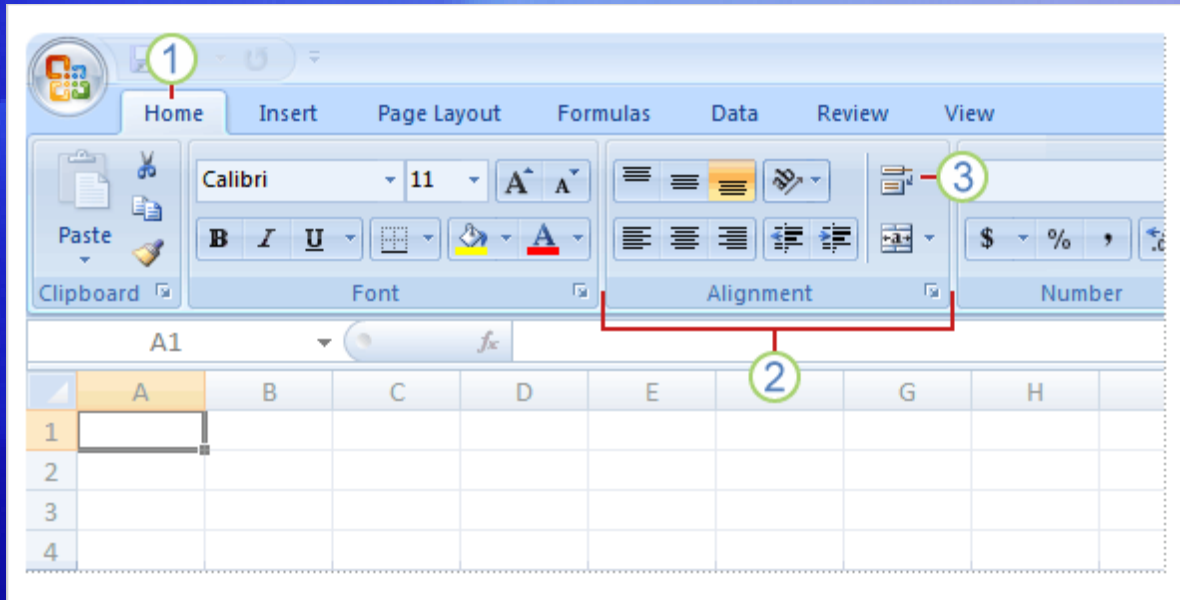 1
Home Insert Page Layout Formulas Data Review View
Calibri 11 A A 3
Paste B I U A a $ % ,
Clipboard Font Alignment Number
A1 fx
2
A B C D E G H
1
2
3
4